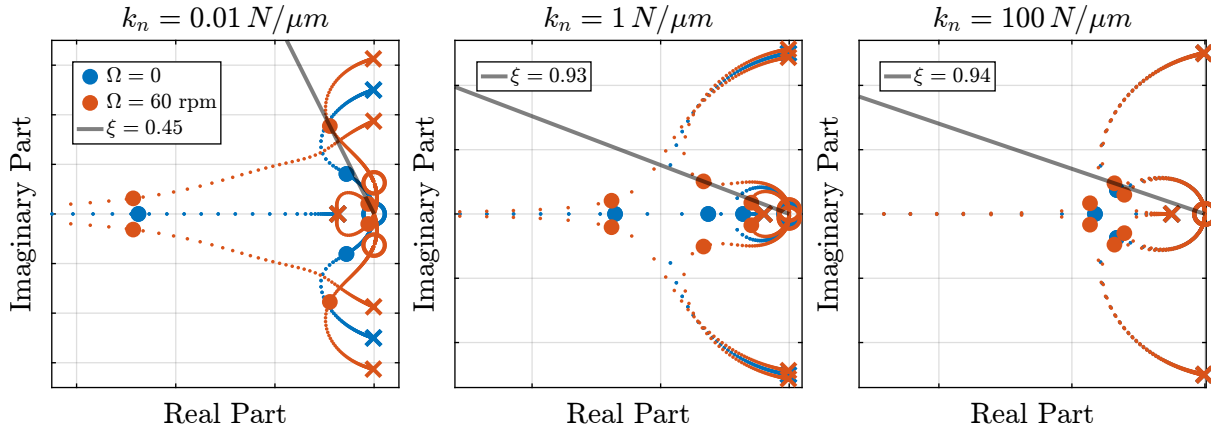 k_n = 0.01 N/μm
k_n = 1 N/μm
k_n = 100 N/μm
Ω = 0
Ω = 60 rpm
ξ = 0.45
ξ = 0.93
ξ = 0.94
Imaginary Part
Imaginary Part
Imaginary Part
Real Part
Real Part
Real Part